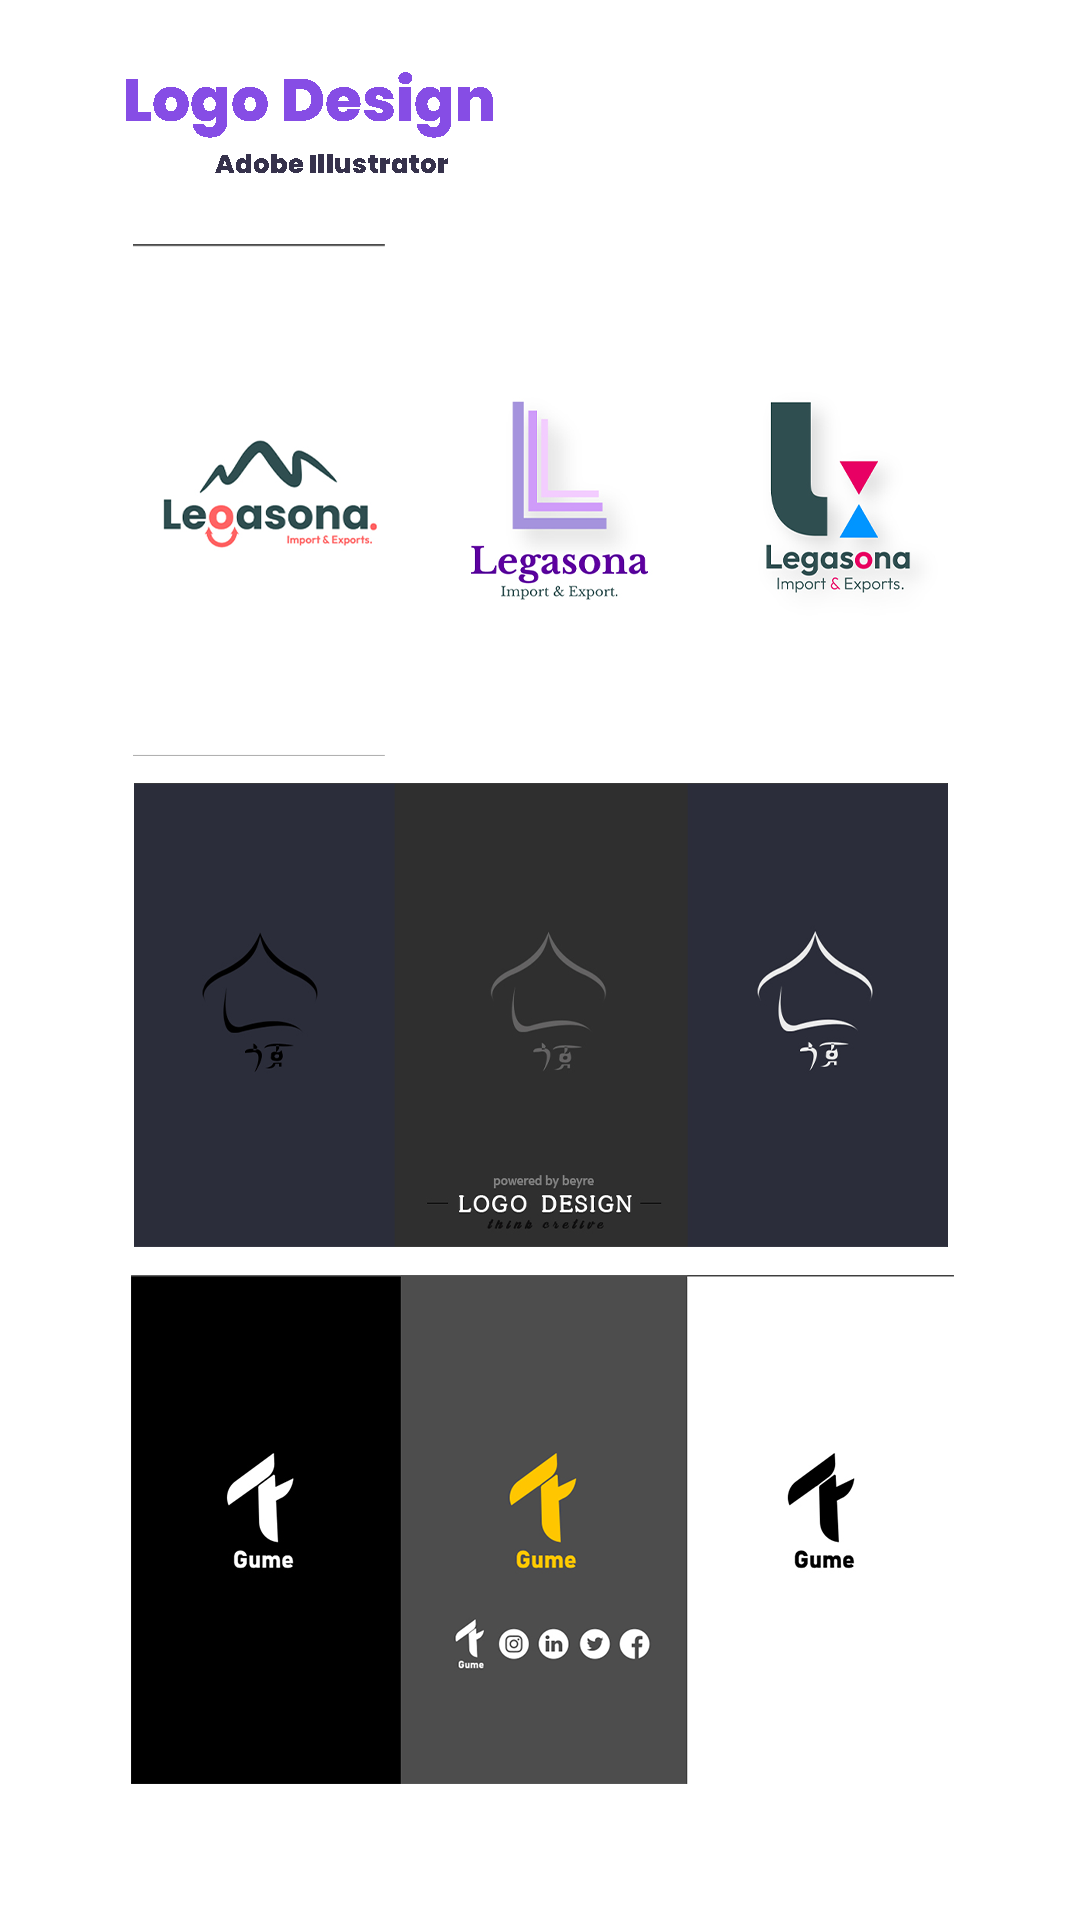 Logo Design
Adobe Illustrator
Legasona.
Import & Exports.
Legasona
Import & Export.
Legasona
Import & Exports.
powered by beyre
LOGO DESIGN
think cretive
Gume
Gume
Gume
Gume